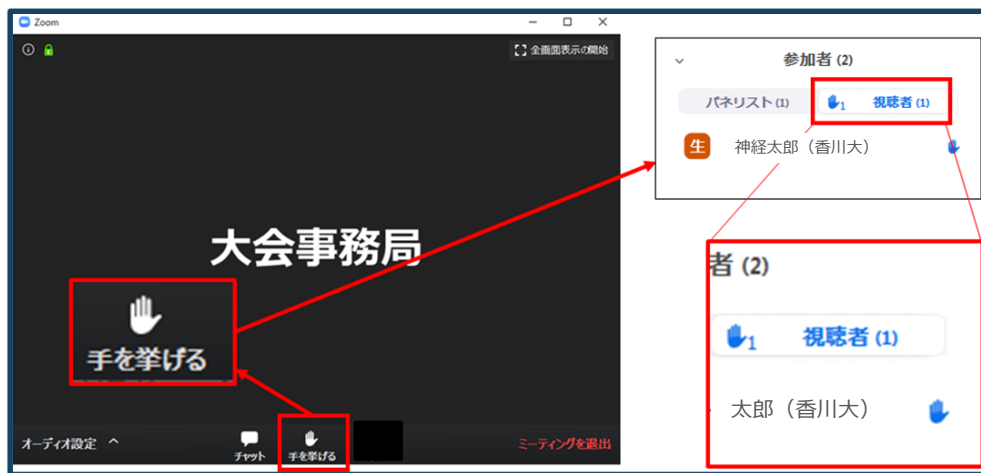 Zoom
全画面表示の開始
大会事務局
手を挙げる
オーディオ設定
チャット
手を挙げる
ミーティングを退出
参加者 (2)
パネリスト (1)
1 視聴者 (1)
生 神経太郎（香川大）
者 (2)
1 視聴者 (1)
太郎（香川大）